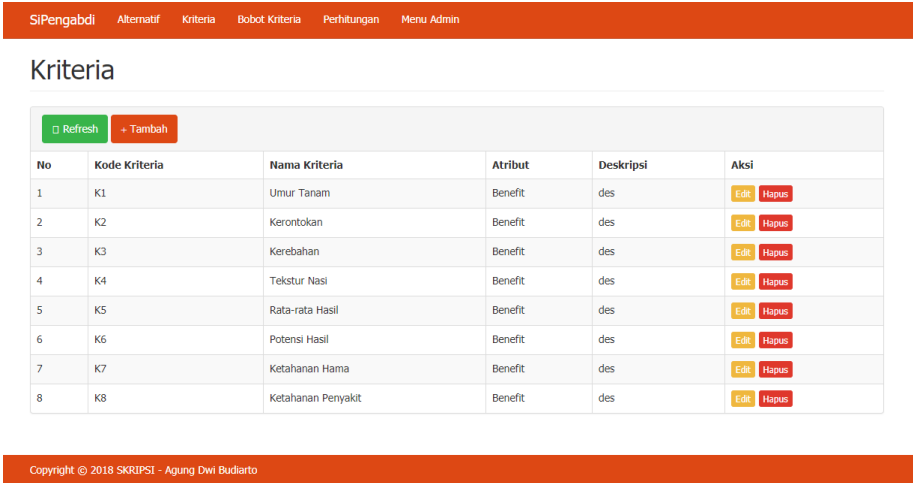 SiPengabdi Alternatif Kriteria Bobot Kriteria Perhitungan Menu Admin
Kriteria
Refresh + Tambah
No Kode Kriteria Nama Kriteria Atribut Deskripsi Aksi
1 K1 Umur Tanam Benefit des Edit Hapus
2 K2 Kerontokan Benefit des Edit Hapus
3 K3 Kerebahan Benefit des Edit Hapus
4 K4 Tekstur Nasi Benefit des Edit Hapus
5 K5 Rata-rata Hasil Benefit des Edit Hapus
6 K6 Potensi Hasil Benefit des Edit Hapus
7 K7 Ketahanan Hama Benefit des Edit Hapus
8 K8 Ketahanan Penyakit Benefit des Edit Hapus
Copyright © 2018 SKRIPSI - Agung Dwi Budiarto